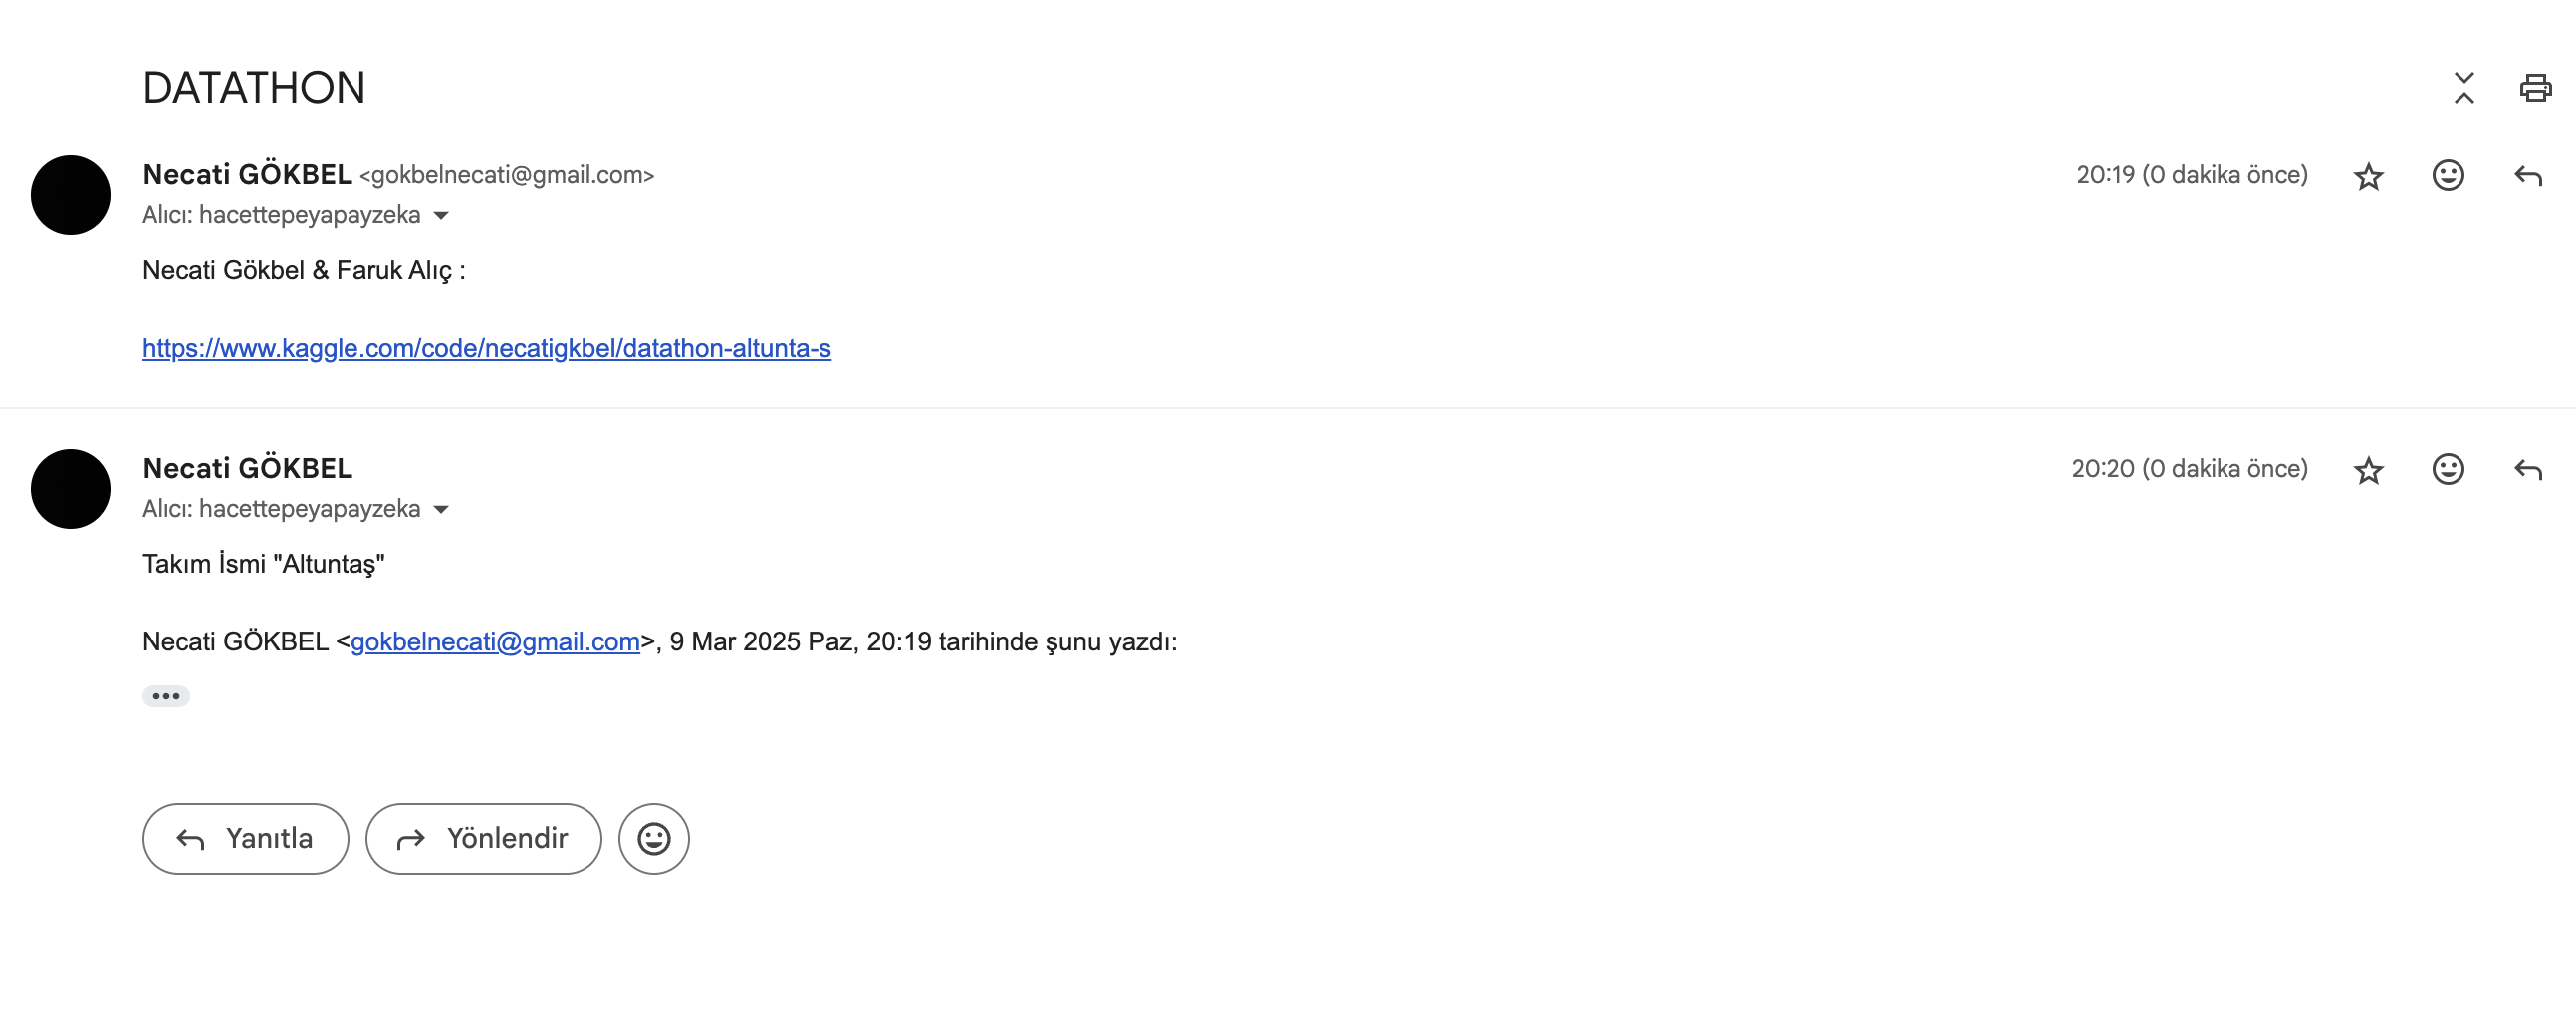 DATATHON
Necati GÖKBEL <gokbelnecati@gmail.com>
20:19 (0 dakika önce)
Alıcı: hacettepeyapayzeka
Necati Gökbel & Faruk Alıç :
https://www.kaggle.com/code/necatigkbel/datathon-altunta-s
Necati GÖKBEL
20:20 (0 dakika önce)
Alıcı: hacettepeyapayzeka
Takım İsmi "Altuntaş"
Necati GÖKBEL <gokbelnecati@gmail.com>, 9 Mar 2025 Paz, 20:19 tarihinde şunu yazdı:
Yanıtla
Yönlendir